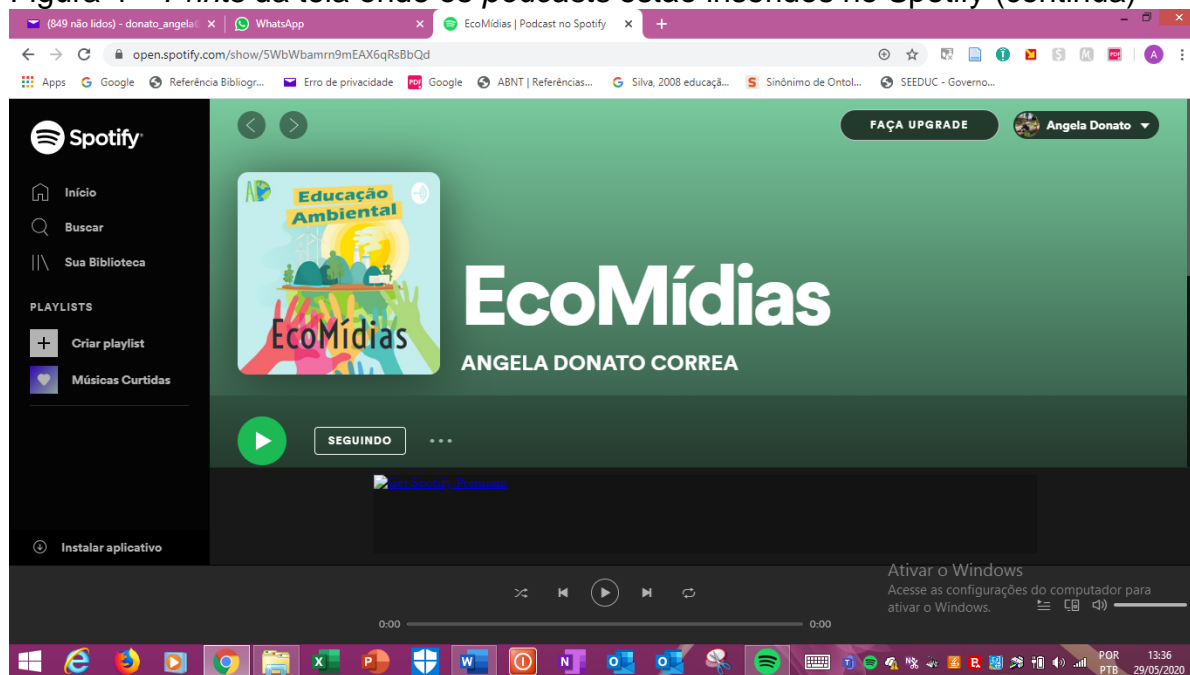 Figura 4 – Prints da tela onde os podcasts estão inseridos no Spotify (continua)
(849 não lidos) - donato_angela
WhatsApp
EcoMídias | Podcast no Spotify
open.spotify.com/show/5WbWbamrn9mEAX6qRsBbQd
A
Apps
Google
Referência Bibliogr...
Erro de privacidade
Google
ABNT | Referências...
Silva, 2008 educaçã...
Sinônimo de Ontol...
SEEDUC - Governo...
Spotify
FAÇA UPGRADE
Angela Donato
Início
Buscar
Sua Biblioteca
PLAYLISTS
Criar playlist
Músicas Curtidas
Educação
Ambiental
EcoMídias
EcoMídias
ANGELA DONATO CORREA
SEGUINDO
Get Spotify Premium
Instalar aplicativo
Ativar o Windows
Acesse as configurações do computador para
ativar o Windows.
0:00
0:00
POR
PTB
13:36
29/05/2020